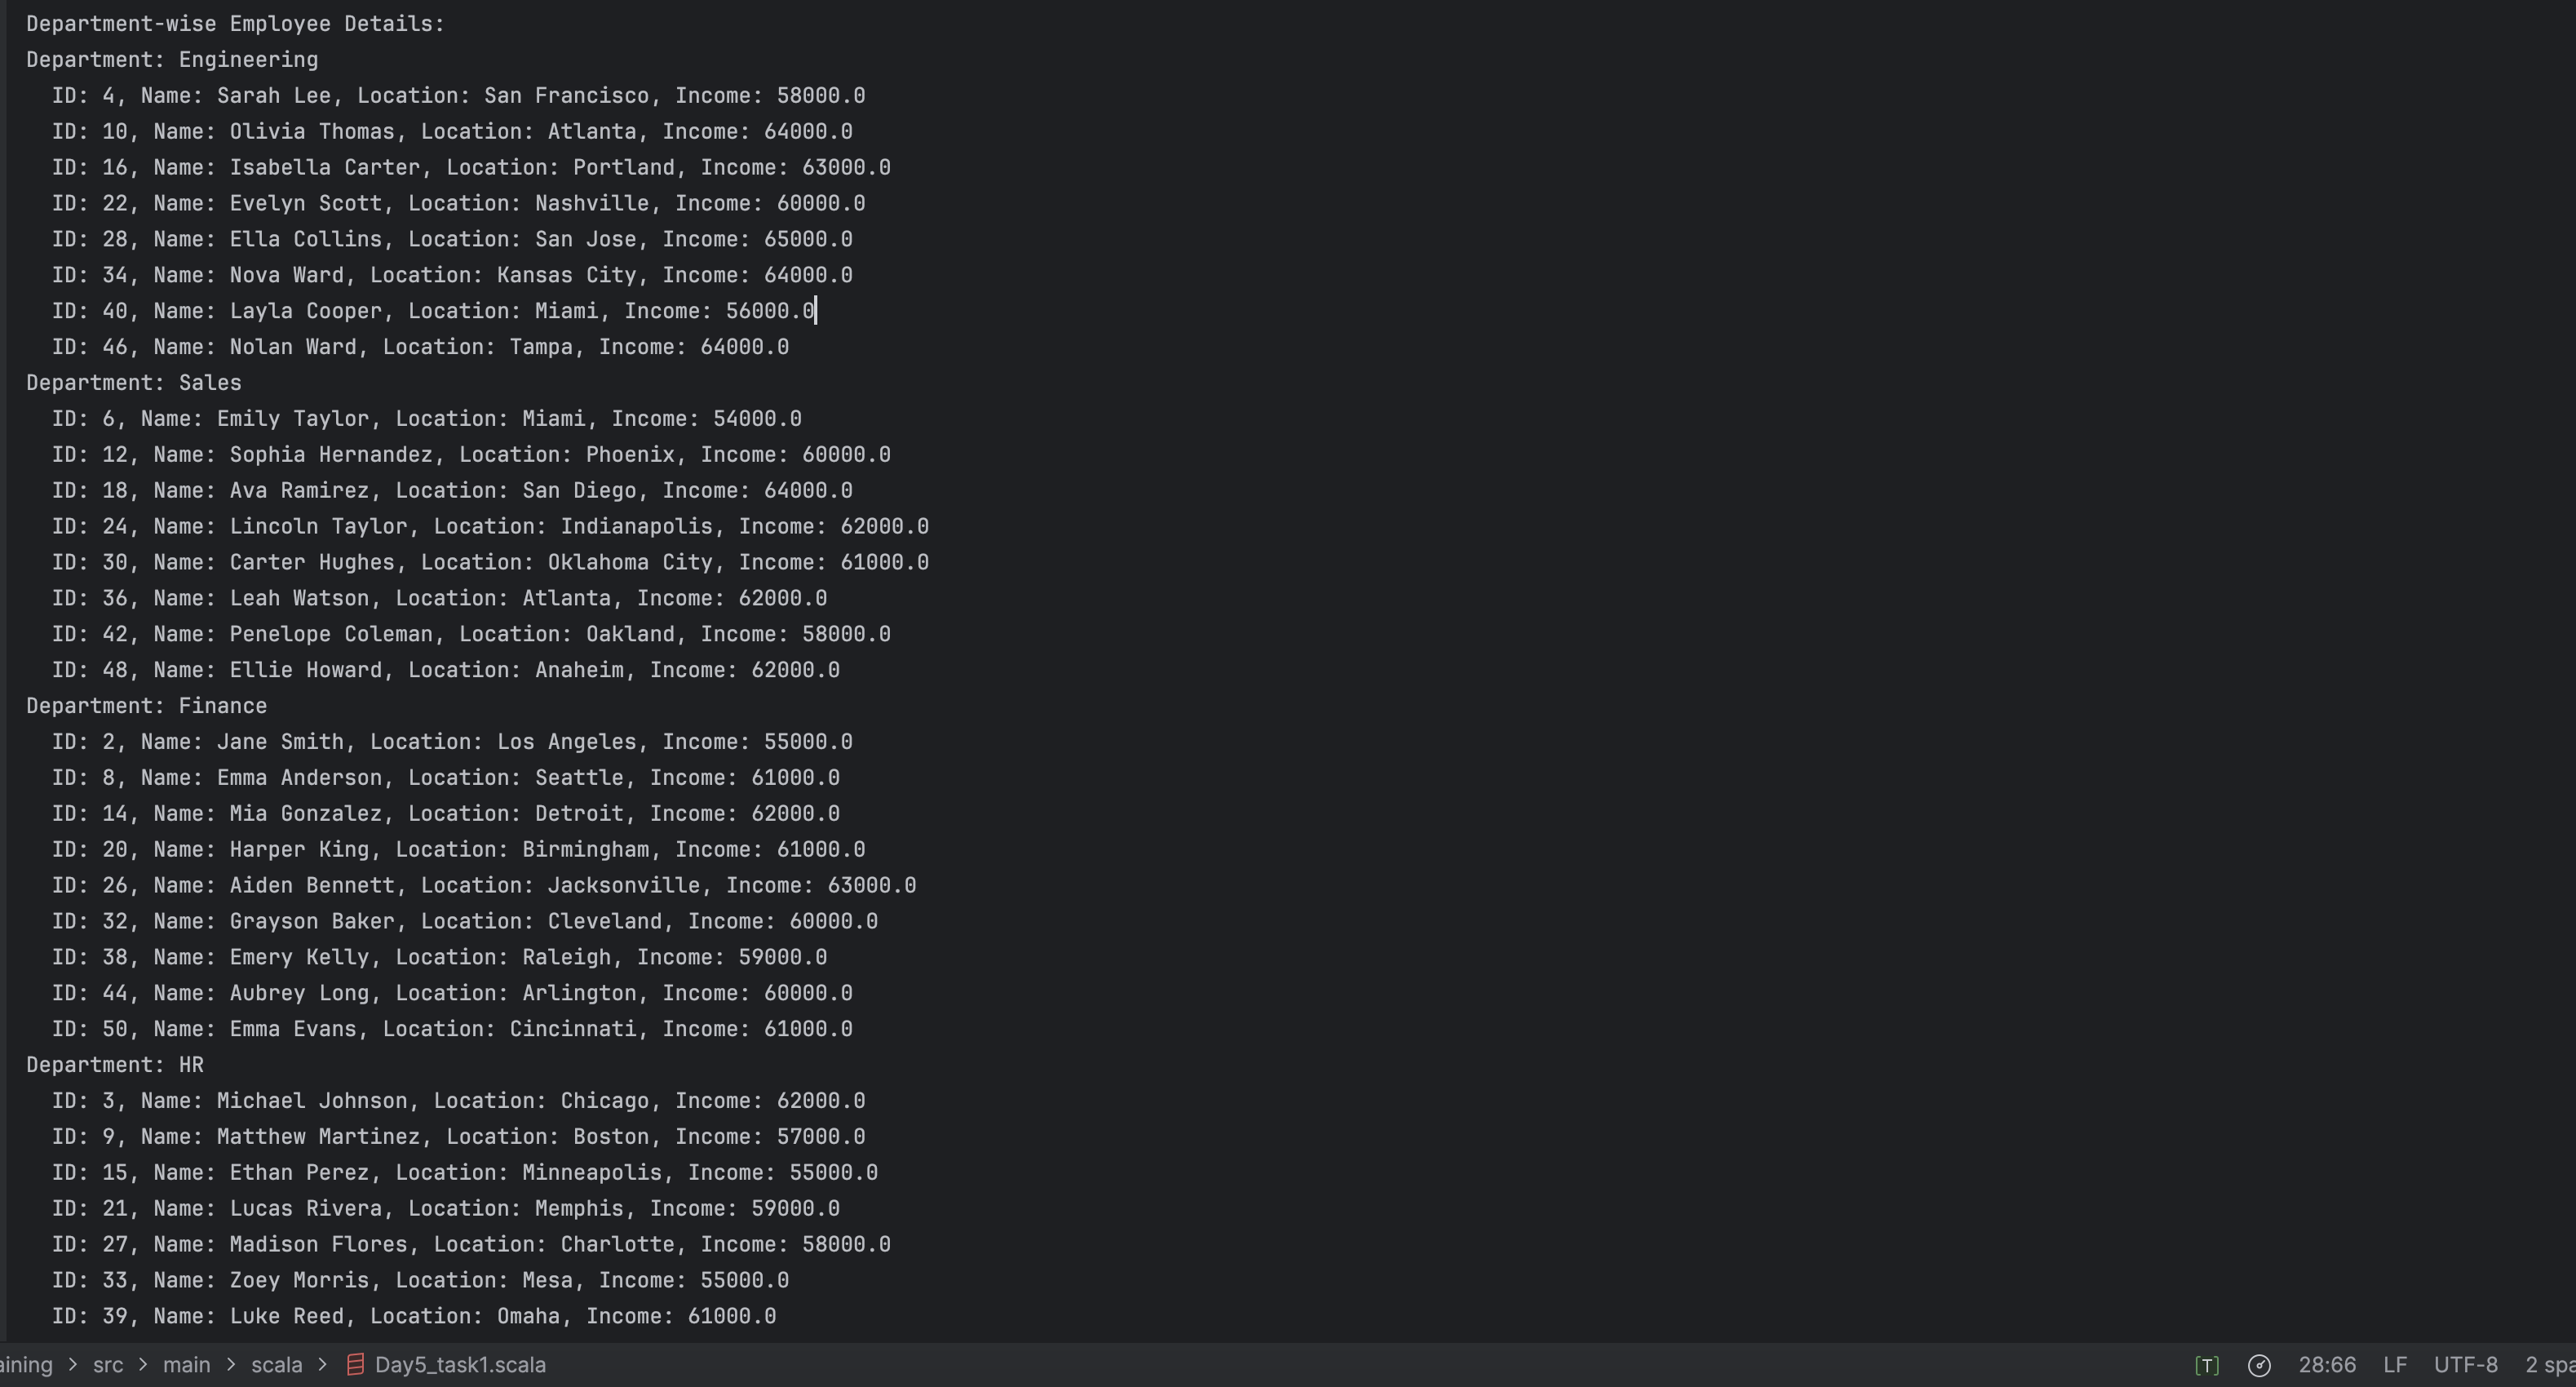 Department-wise Employee Details:
Department: Engineering
  ID: 4, Name: Sarah Lee, Location: San Francisco, Income: 58000.0
  ID: 10, Name: Olivia Thomas, Location: Atlanta, Income: 64000.0
  ID: 16, Name: Isabella Carter, Location: Portland, Income: 63000.0
  ID: 22, Name: Evelyn Scott, Location: Nashville, Income: 60000.0
  ID: 28, Name: Ella Collins, Location: San Jose, Income: 65000.0
  ID: 34, Name: Nova Ward, Location: Kansas City, Income: 64000.0
  ID: 40, Name: Layla Cooper, Location: Miami, Income: 56000.0
  ID: 46, Name: Nolan Ward, Location: Tampa, Income: 64000.0
Department: Sales
  ID: 6, Name: Emily Taylor, Location: Miami, Income: 54000.0
  ID: 12, Name: Sophia Hernandez, Location: Phoenix, Income: 60000.0
  ID: 18, Name: Ava Ramirez, Location: San Diego, Income: 64000.0
  ID: 24, Name: Lincoln Taylor, Location: Indianapolis, Income: 62000.0
  ID: 30, Name: Carter Hughes, Location: Oklahoma City, Income: 61000.0
  ID: 36, Name: Leah Watson, Location: Atlanta, Income: 62000.0
  ID: 42, Name: Penelope Coleman, Location: Oakland, Income: 58000.0
  ID: 48, Name: Ellie Howard, Location: Anaheim, Income: 62000.0
Department: Finance
  ID: 2, Name: Jane Smith, Location: Los Angeles, Income: 55000.0
  ID: 8, Name: Emma Anderson, Location: Seattle, Income: 61000.0
  ID: 14, Name: Mia Gonzalez, Location: Detroit, Income: 62000.0
  ID: 20, Name: Harper King, Location: Birmingham, Income: 61000.0
  ID: 26, Name: Aiden Bennett, Location: Jacksonville, Income: 63000.0
  ID: 32, Name: Grayson Baker, Location: Cleveland, Income: 60000.0
  ID: 38, Name: Emery Kelly, Location: Raleigh, Income: 59000.0
  ID: 44, Name: Aubrey Long, Location: Arlington, Income: 60000.0
  ID: 50, Name: Emma Evans, Location: Cincinnati, Income: 61000.0
Department: HR
  ID: 3, Name: Michael Johnson, Location: Chicago, Income: 62000.0
  ID: 9, Name: Matthew Martinez, Location: Boston, Income: 57000.0
  ID: 15, Name: Ethan Perez, Location: Minneapolis, Income: 55000.0
  ID: 21, Name: Lucas Rivera, Location: Memphis, Income: 59000.0
  ID: 27, Name: Madison Flores, Location: Charlotte, Income: 58000.0
  ID: 33, Name: Zoey Morris, Location: Mesa, Income: 55000.0
  ID: 39, Name: Luke Reed, Location: Omaha, Income: 61000.0
aining > src > main > scala > Day5_task1.scala [T] 28:66 LF UTF-8 2 spa